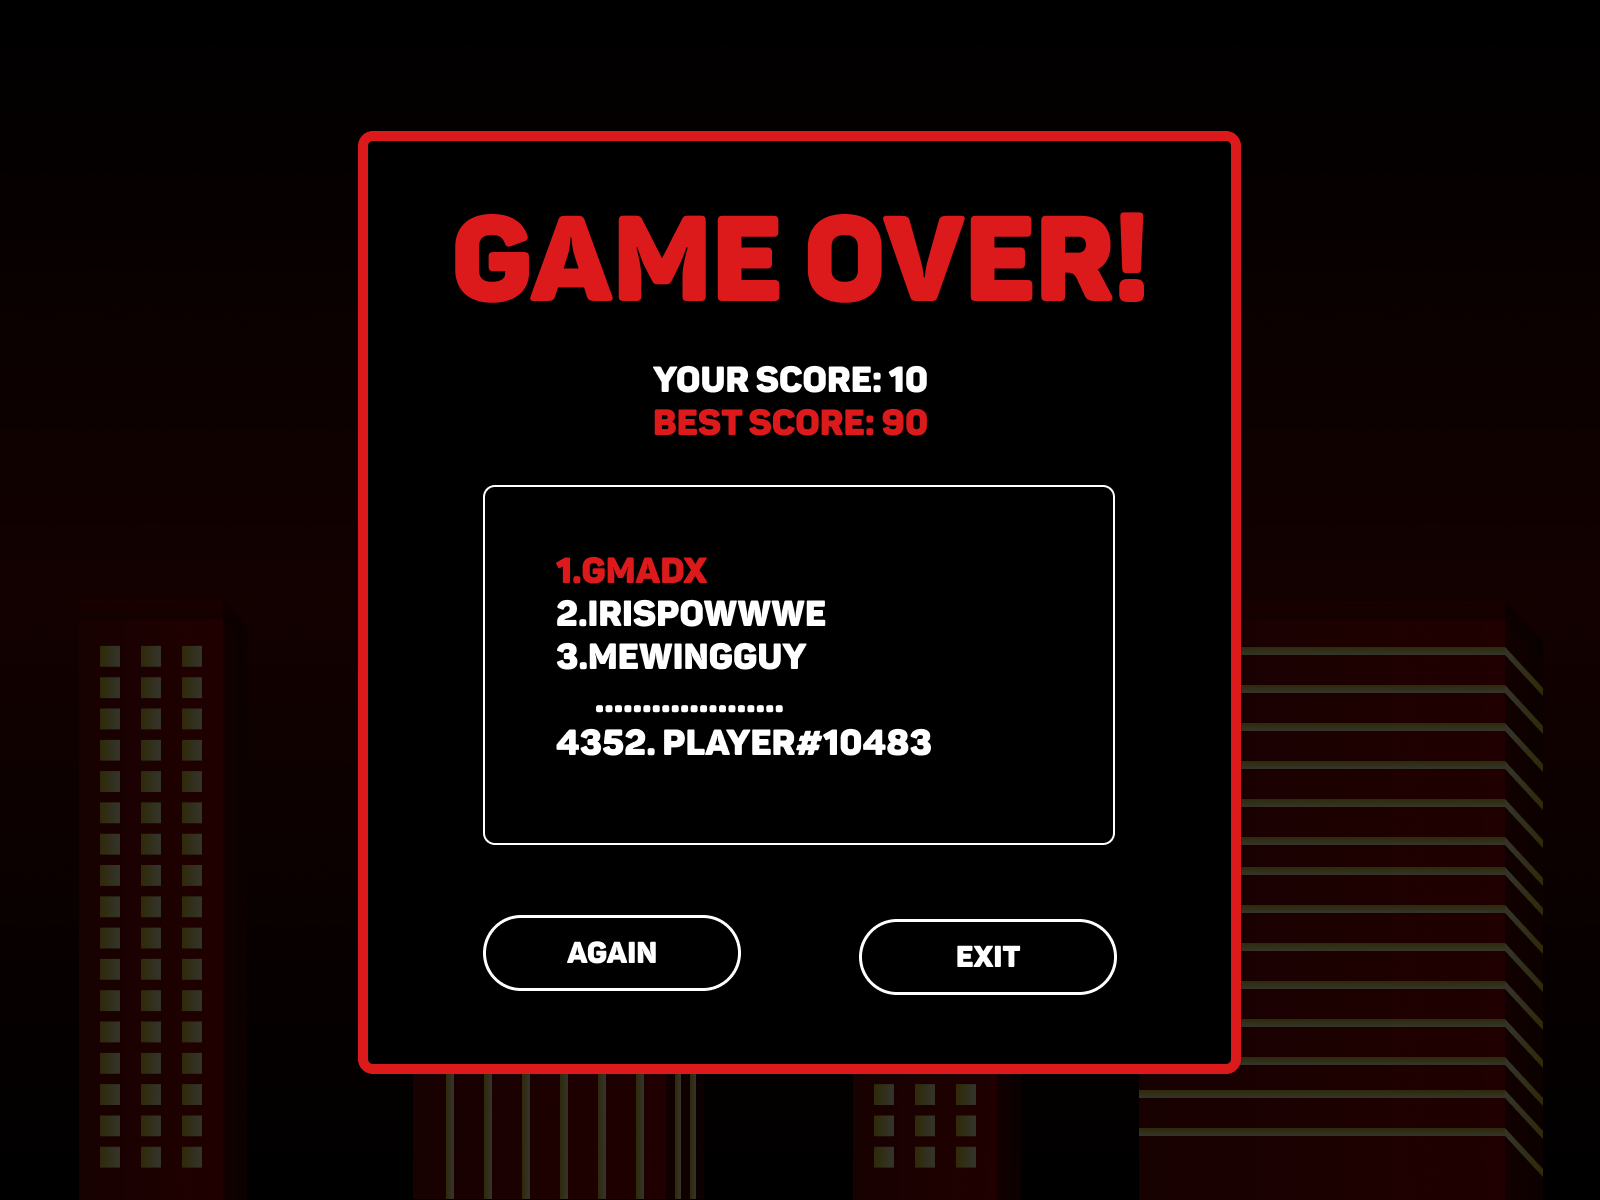 GAME OVER!
YOUR SCORE: 10
BEST SCORE: 90
1.GMADX
2.IRISPOWWWE
3.MEWINGGUY
....................
4352. PLAYER#10483
AGAIN
EXIT